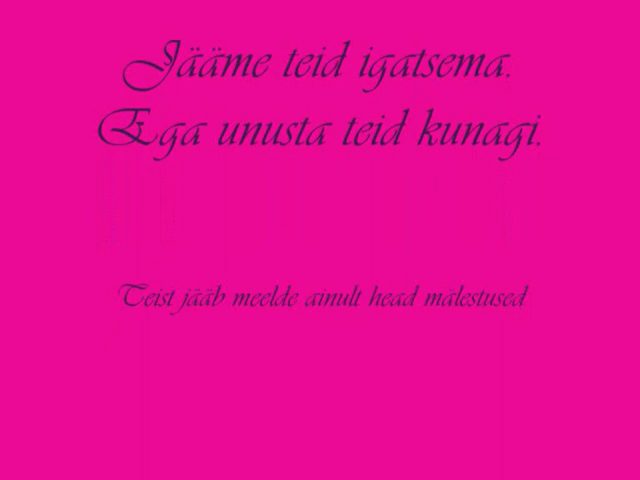 Jääme teid igatsema.
Ega unusta teid kunagi.
Teist jääb meelde ainult head mälestused